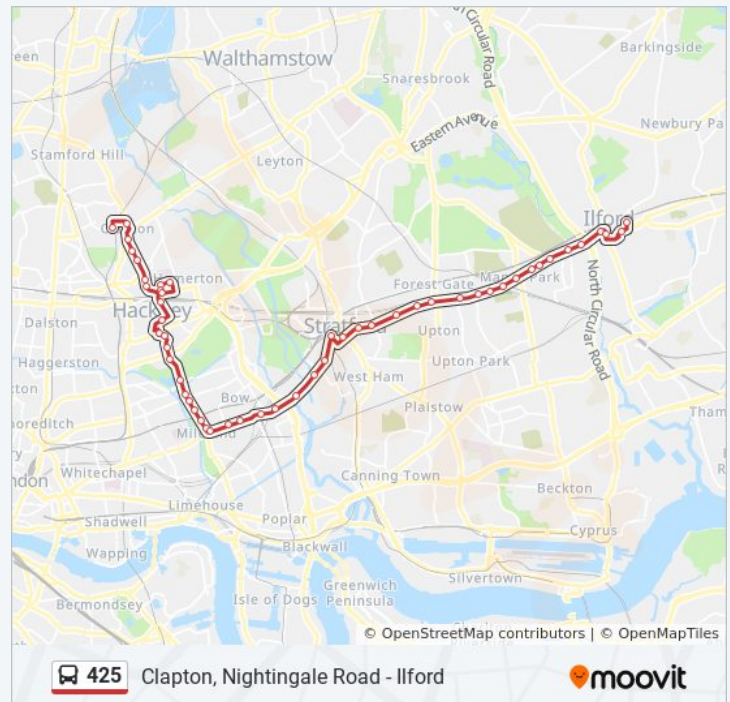 Green
Walthamstow
Barkingside
Circular Road
Snaresbrook
Eastern Avenue
Newbury Pa
Stamford Hill
Leyton
Ilford
Homerton
Forest Gate
Manor Park
Hackney
Dalston
Stratford
Upton
North Circular Road
Haggerston
Upton Park
West Ham
Bow
Plaistow
oreditch
Mile End
Tham
Whitechapel
Canning Town
ndon
Beckton
Limehouse
Poplar
Shadwell
Cyprus
Blackwall
Wapping
Silvertown
Greenwich
Peninsula
Isle of Dogs
Bermondsey
© OpenStreetMap contributors | © OpenMapTiles
425 Clapton, Nightingale Road - Ilford
moovit